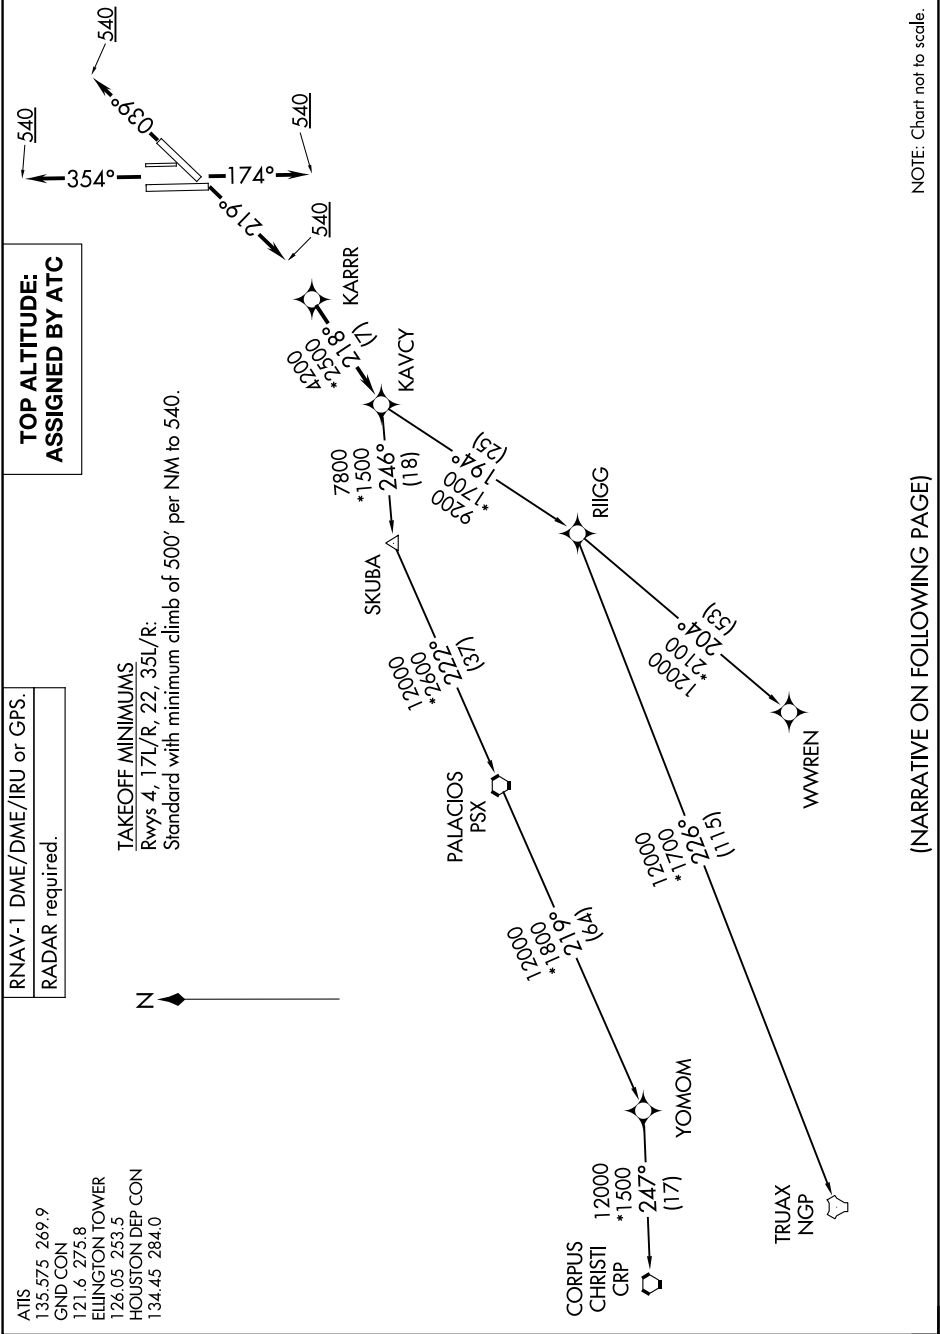 ATIS
135.575 269.9
GND CON
121.6 275.8
ELLINGTON TOWER
126.05 253.5
HOUSTON DEP CON
134.45 284.0
RNAV-1 DME/DME/IRU or GPS.
RADAR required.
TOP ALTITUDE:
ASSIGNED BY ATC
TAKEOFF MINIMUMS
Rwys 4, 17L/R, 22, 35L/R:
Standard with minimum climb of 500' per NM to 540.
N
540
354°
540
039°
540
174°
540
219°
KARRR
4200
*2500
218°
(7)
KAVCY
7800
*1500
246°
(18)
SKUBA
9200
*1700
194°
(25)
RIIGG
12000
*2600
222°
(37)
PALACIOS
PSX
12000
*2100
204°
(53)
WWREN
12000
*1800
219°
(64)
YOMOM
12000
*1700
226°
(115)
TRUAX
NGP
12000
*1500
247°
(17)
CORPUS
CHRISTI
CRP
NOTE: Chart not to scale.
(NARRATIVE ON FOLLOWING PAGE)